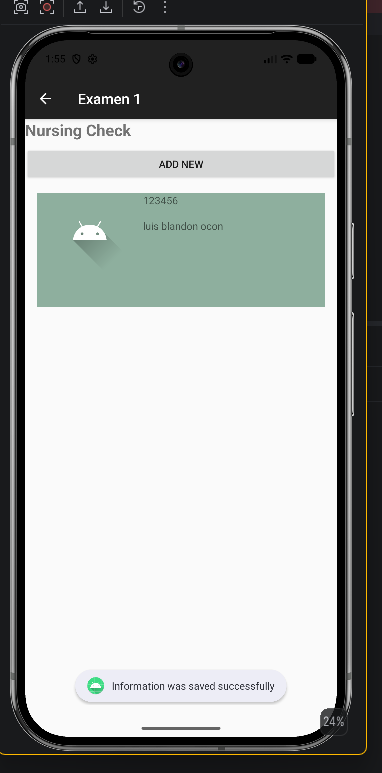 1:55
Examen 1
Nursing Check
ADD NEW
123456
luis blandon ocon
Information was saved successfully
24%